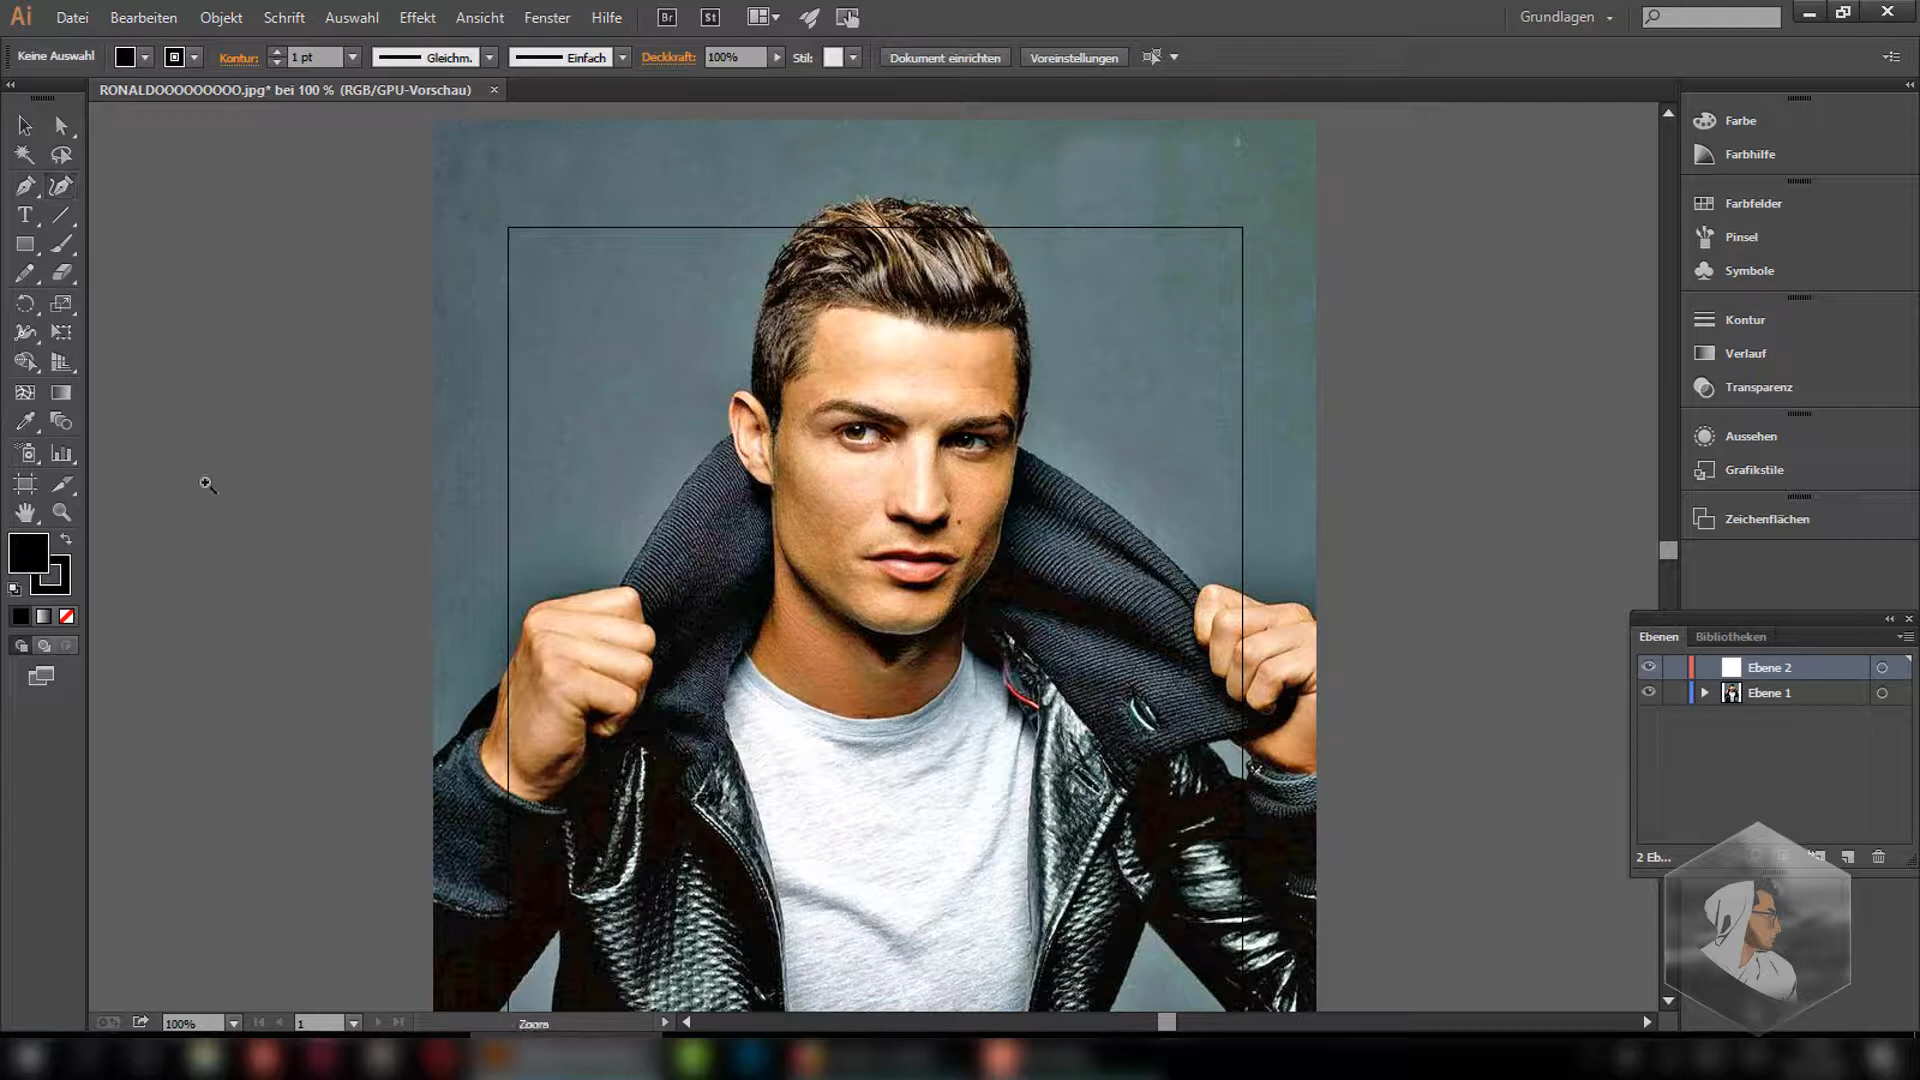 Ai Datei Bearbeiten Objekt Schrift Auswahl Effekt Ansicht Fenster Hilfe Br St Grundlagen
Keine Auswahl Kontur: 1 pt Gleichm. Einfach Deckkraft: 100% Stil: Dokument einrichten Voreinstellungen
RONALDOOOOOOOOO.jpg* bei 100 % (RGB/GPU-Vorschau)
Farbe
Farbhilfe
Farbfelder
Pinsel
Symbole
Kontur
Verlauf
Transparenz
Aussehen
Grafikstile
Zeichenflächen
Ebenen Bibliotheken
Ebene 2
Ebene 1
2 Eb...
100% 1 Zoom